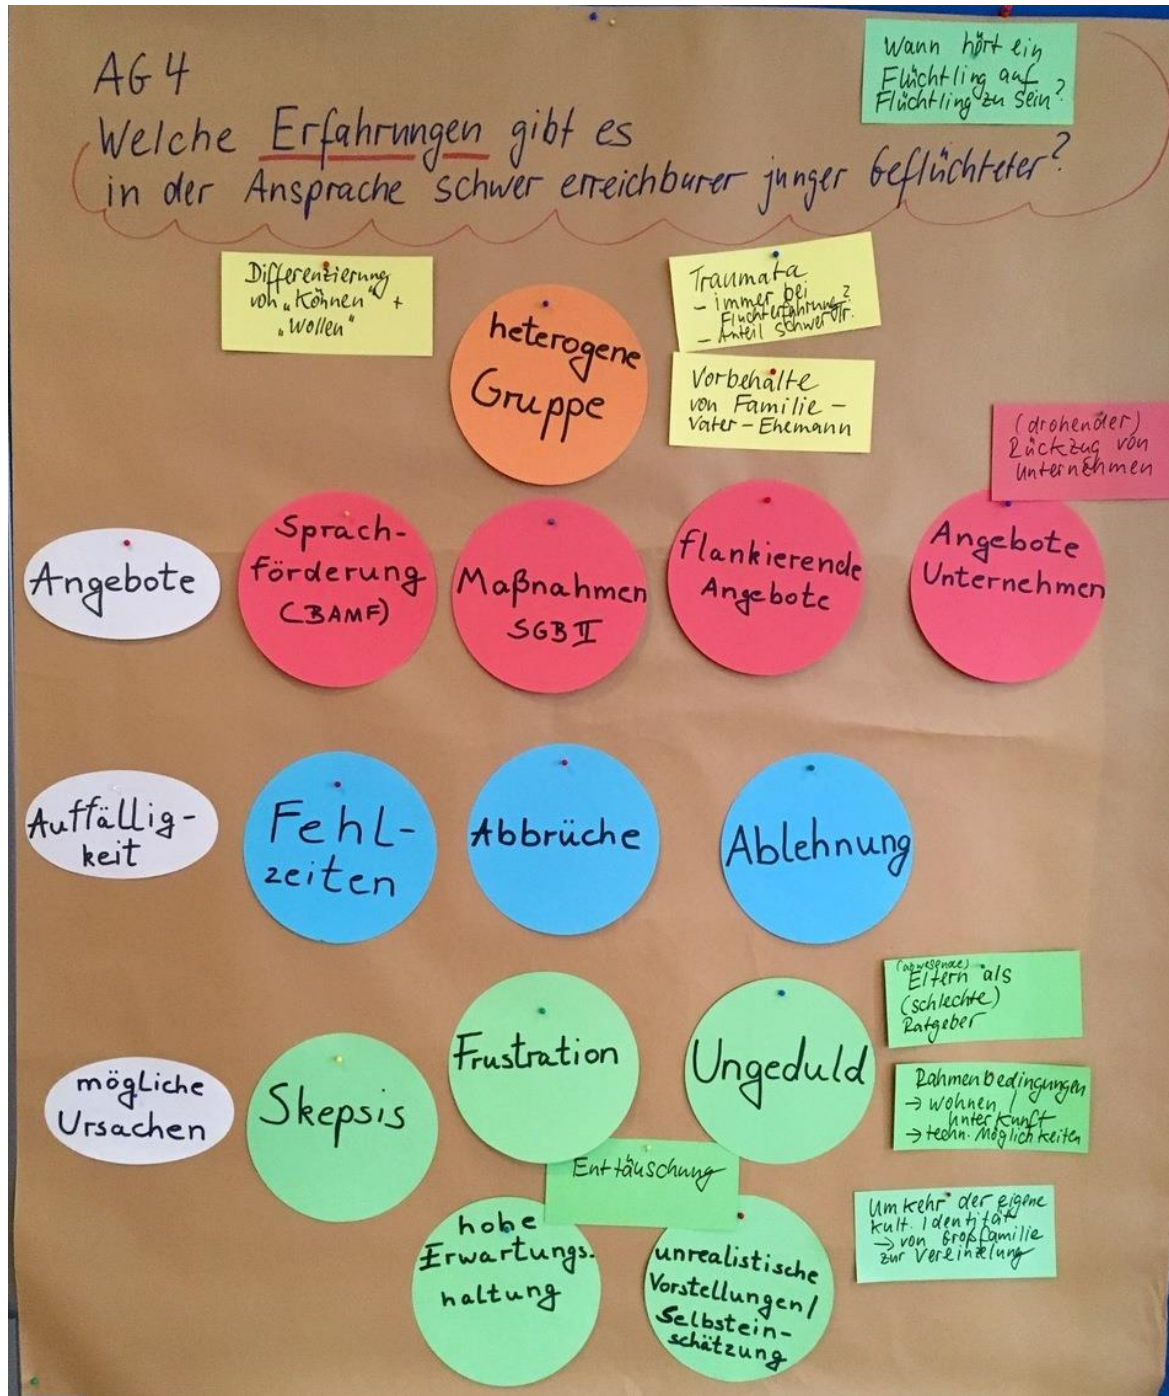 AG 4
Welche Erfahrungen gibt es
in der Ansprache schwer erreichbarer junger Geflüchteter?
Wann hört ein
Flüchtling auf
Flüchtling zu sein?
Differenzierung
von "Können" +
"Wollen"
heterogene
Gruppe
Traumata
- immer bei
Fluchterfahrung?
- Anteil schwer Tr.
Vorbehalte
von Familie -
Vater - Ehemann
(drohender)
Rückzug von
Unternehmen
Angebote
Sprach-
förderung
(BAMF)
Maßnahmen
SGB II
flankierende
Angebote
Angebote
Unternehmen
Auffällig-
keit
Fehl-
zeiten
Abbrüche
Ablehnung
mögliche
Ursachen
Skepsis
Frustration
Ungeduld
(abwesende)
Eltern als
(schlechte)
Ratgeber
Rahmenbedingungen
→ wohnen /
Unterkunft
→ techn. Möglichkeiten
Enttäuschung
hohe
Erwartungs-
haltung
unrealistische
Vorstellungen/
Selbstein-
schätzung
Umkehr der eigene
kult. Identität
→ von Großfamilie
zur Vereinzelung